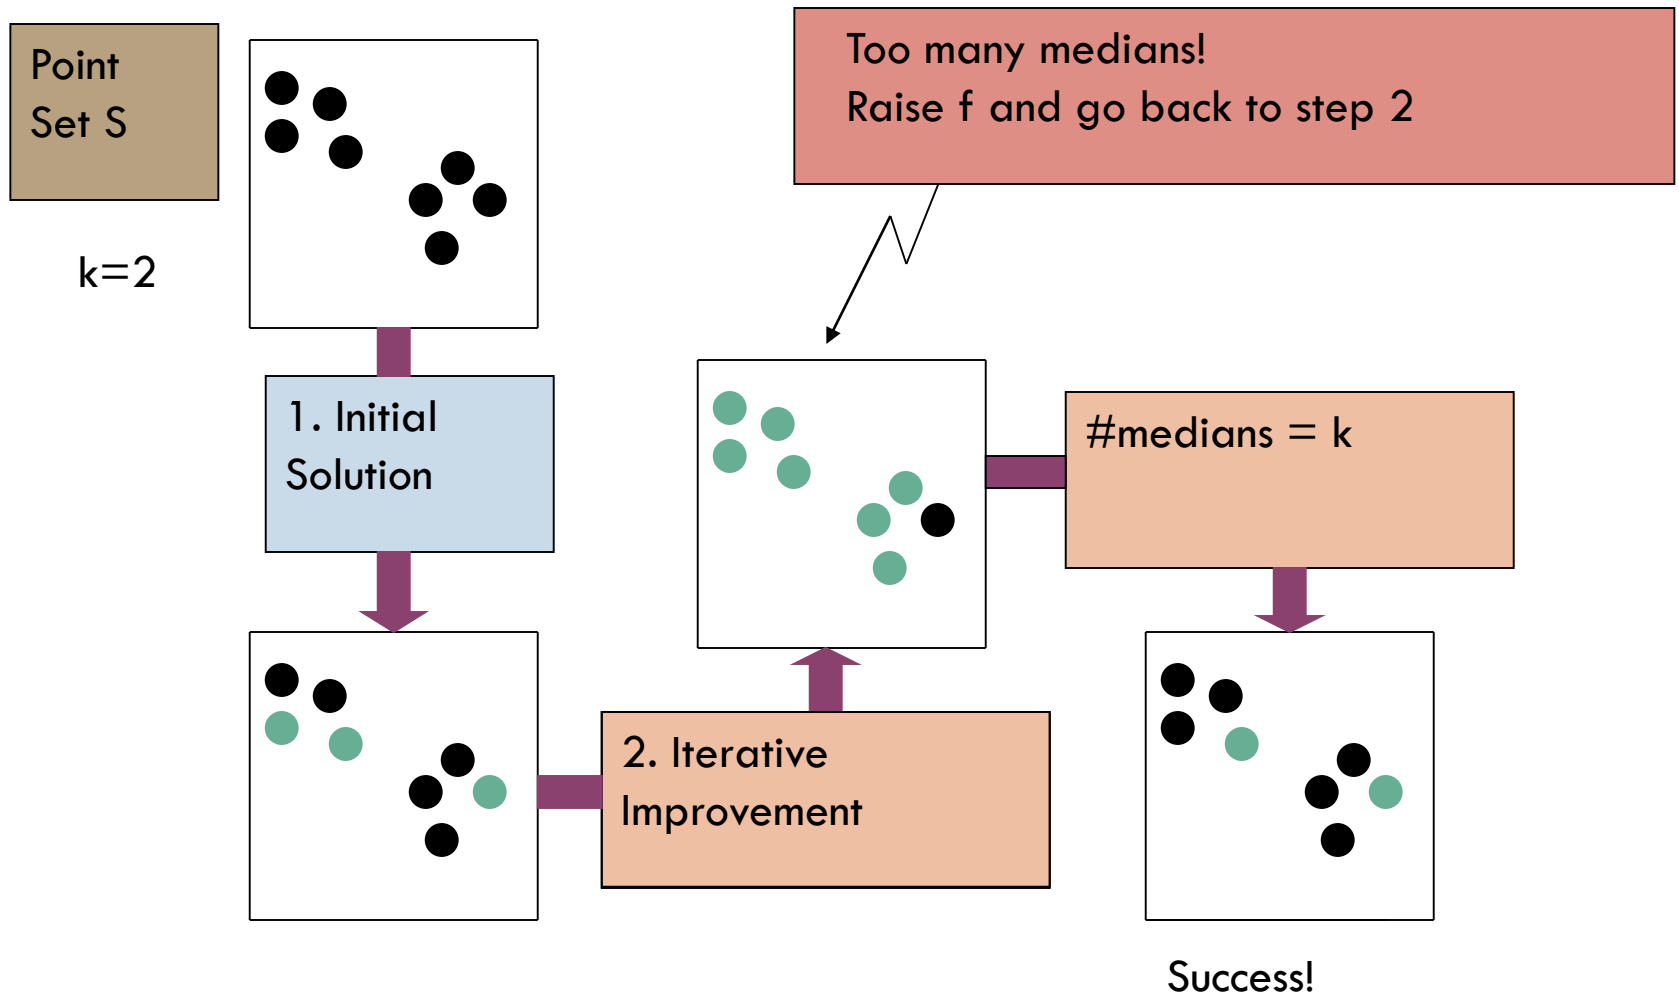 Point
Set S
k=2
Too many medians!
Raise f and go back to step 2
1. Initial
Solution
#medians = k
2. Iterative
Improvement
Success!